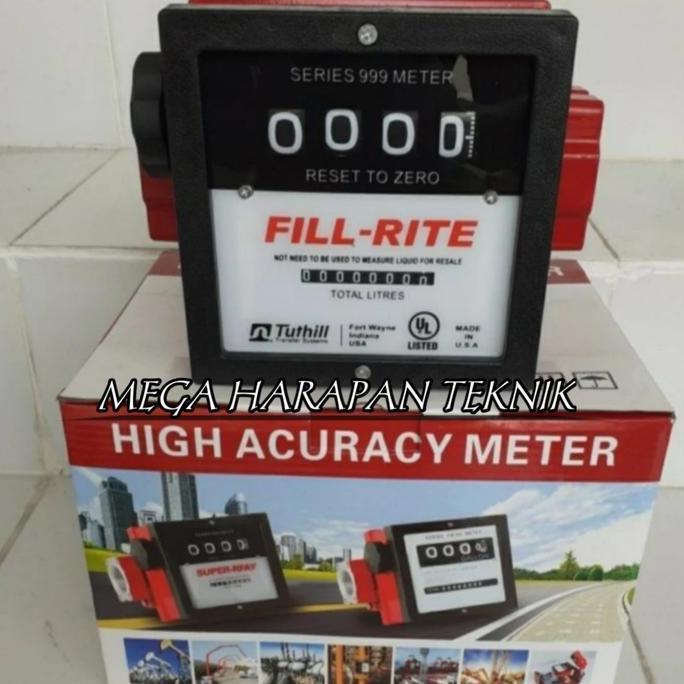 SERIES 999 METER
0000
RESET TO ZERO
FILL-RITE
NOT NEED TO BE USED TO MEASURE LIQUID FOR RESALE
00000000
TOTAL LITRES
Tuthill
Transfer Systems
Fort Wayne
Indiana
USA
UL
LISTED
MADE
IN
U.S.A
MEGA HARAPAN TEKNIK
HIGH ACURACY METER
0000
SUPER-RFAY
000